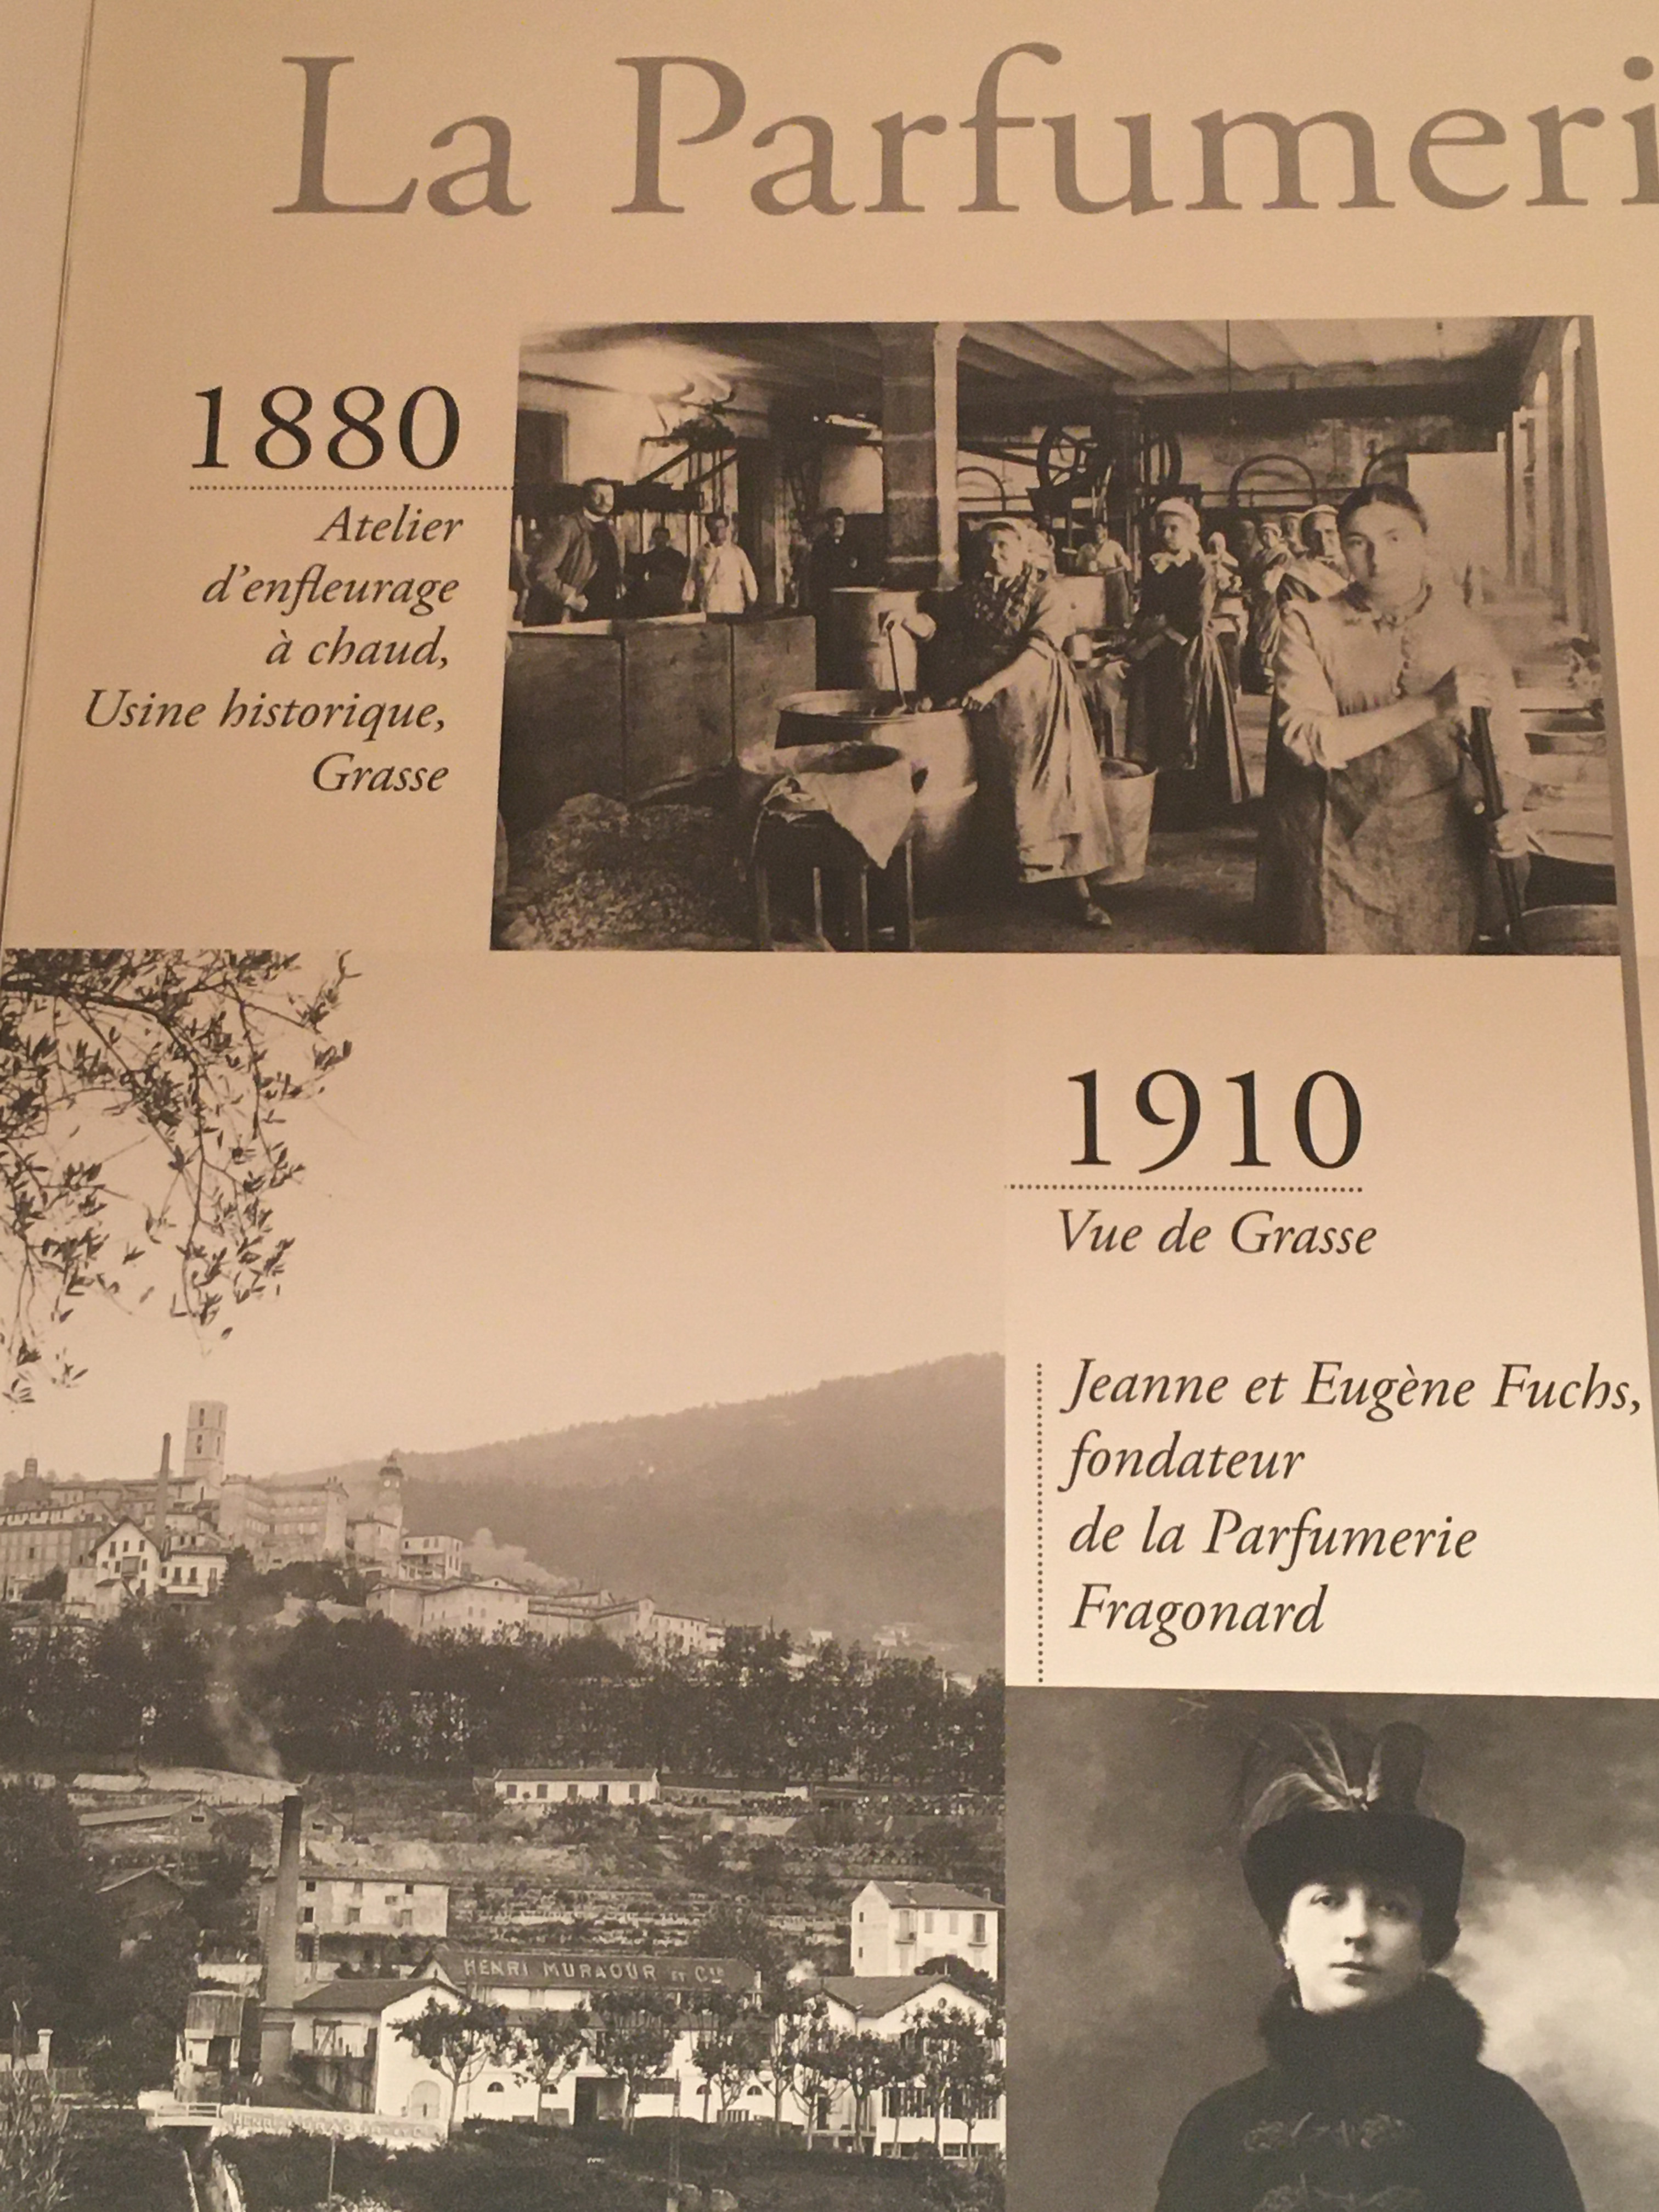 La Parfumeri
1880
Atelier
d'enfleurage
à chaud,
Usine historique,
Grasse
1910
Vue de Grasse
Jeanne et Eugène Fuchs,
fondateur
de la Parfumerie
Fragonard
HENRI MURAOUR ET CIE